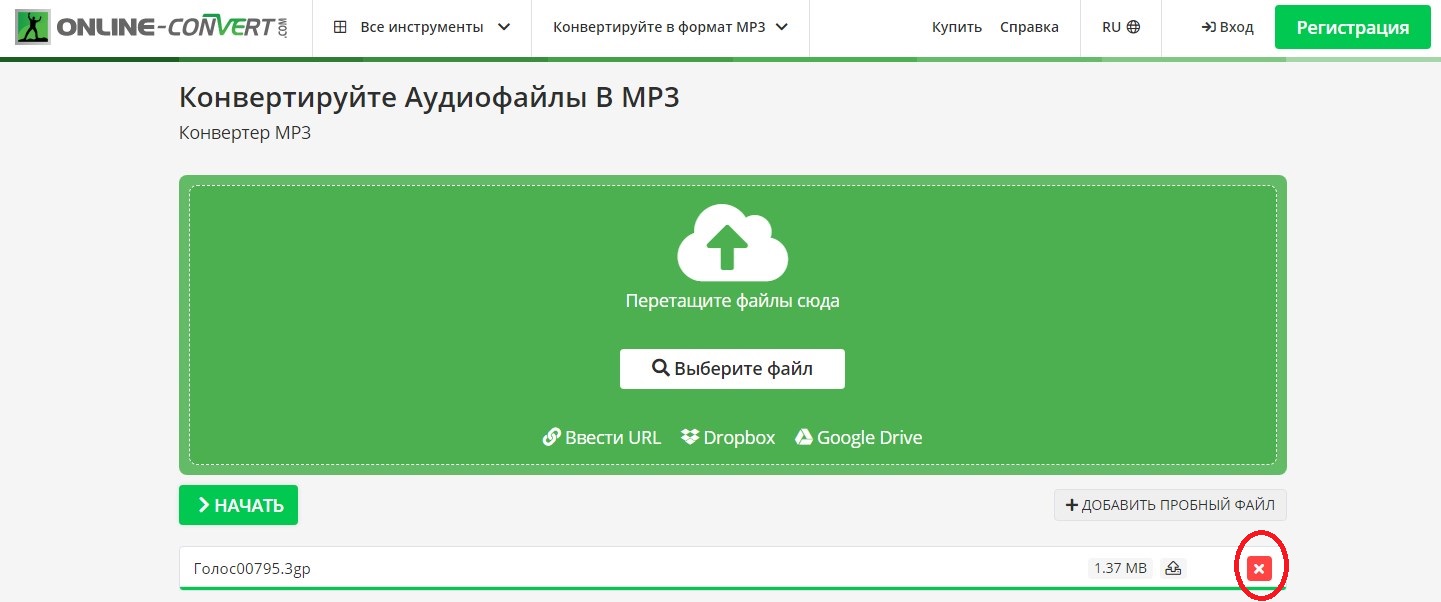 ONLINE-CONVERT.COM Все инструменты Конвертируйте в формат MP3 Купить Справка RU Вход Регистрация
Конвертируйте Аудиофайлы В MP3
Конвертер MP3
Перетащите файлы сюда
Выберите файл
Ввести URL Dropbox Google Drive
НАЧАТЬ ДОБАВИТЬ ПРОБНЫЙ ФАЙЛ
Голос00795.3gp 1.37 MB